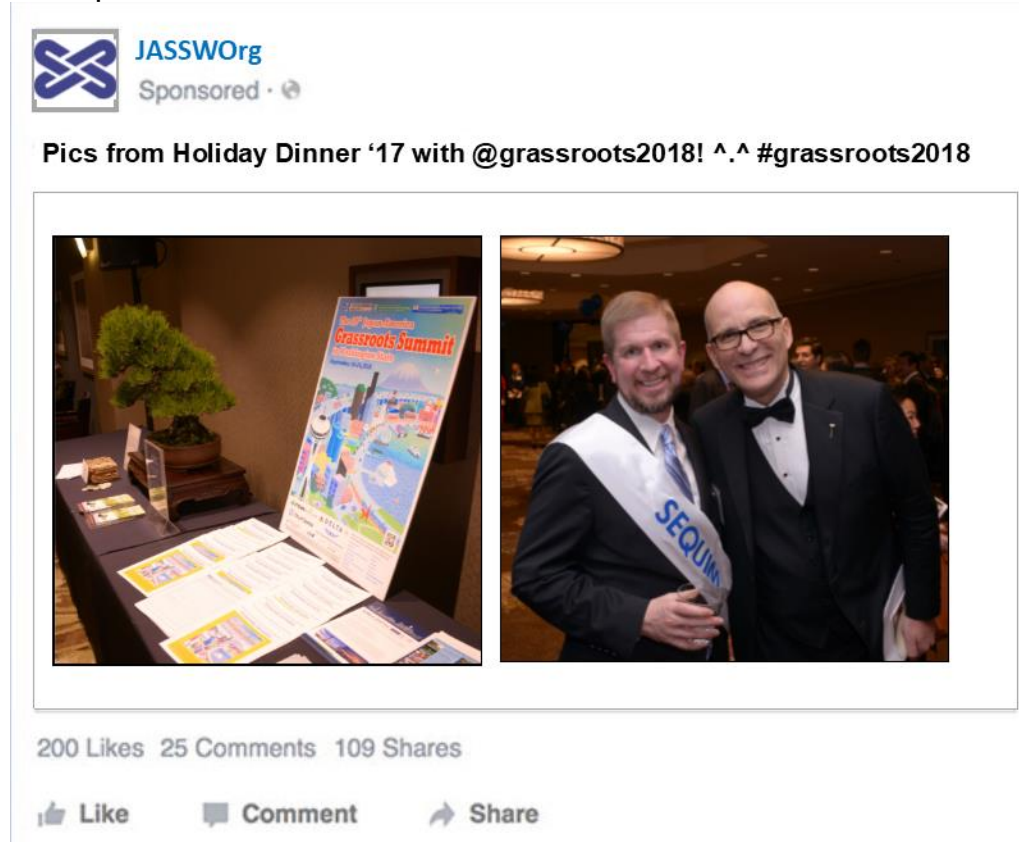 JASSWOrg
Sponsored ·
Pics from Holiday Dinner ‘17 with @grassroots2018! ^.^ #grassroots2018
Grassroots Summit
DELTA
SEQUIM
200 Likes 25 Comments 109 Shares
Like Comment Share